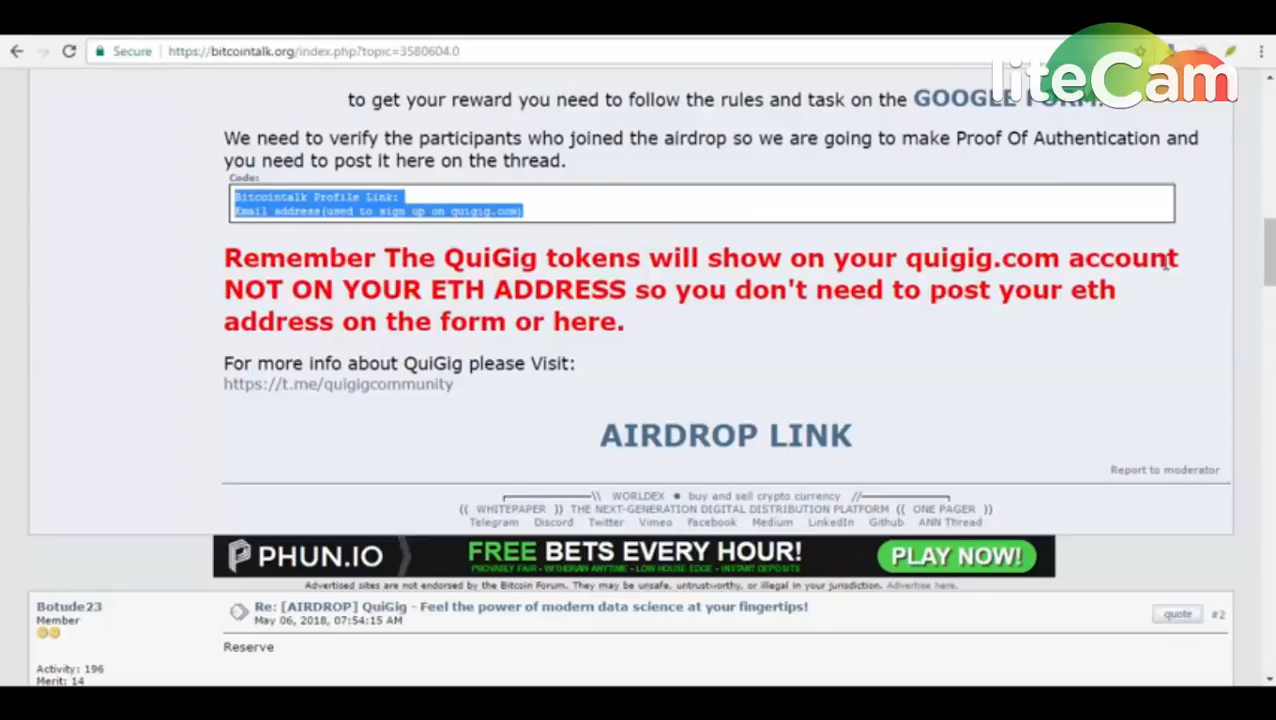 Secure https://bitcointalk.org/index.php?topic=3580604.0
liteCam
to get your reward you need to follow the rules and task on the GOOGLE FORM.
We need to verify the participants who joined the airdrop so we are going to make Proof Of Authentication and
you need to post it here on the thread.
Code:
Bitcointalk Profile Link:
Email address(used to sign up on quigig.com)
Remember The QuiGig tokens will show on your quigig.com account
NOT ON YOUR ETH ADDRESS so you don't need to post your eth
address on the form or here.
For more info about QuiGig please Visit:
https://t.me/quigigcommunity
AIRDROP LINK
Report to moderator
\\ WORLDEX ● buy and sell crypto currency //
(( WHITEPAPER )) THE NEXT-GENERATION DIGITAL DISTRIBUTION PLATFORM (( ONE PAGER ))
Telegram Discord Twitter Vimeo Facebook Medium LinkedIn Github ANN Thread
PHUN.IO FREE BETS EVERY HOUR! PLAY NOW!
PROVABLY FAIR - WITHDRAW ANYTIME - LOW HOUSE EDGE - INSTANT DEPOSITS
Advertised sites are not endorsed by the Bitcoin Forum. They may be unsafe, untrustworthy, or illegal in your jurisdiction. Advertise here.
Botude23 Re: [AIRDROP] QuiGig - Feel the power of modern data science at your fingertips! quote #2
Member May 06, 2018, 07:54:15 AM
Reserve
Activity: 196
Merit: 14